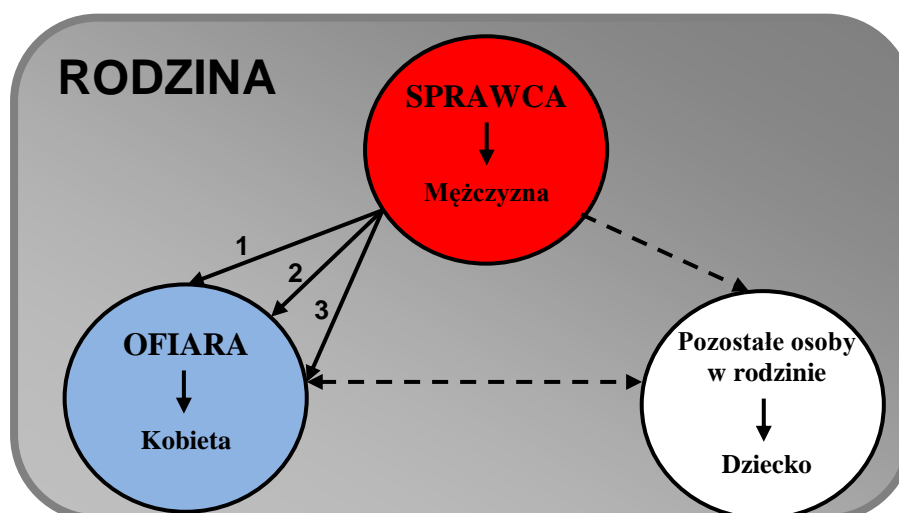 RODZINA
SPRAWCA
Mężczyzna
1
2
3
OFIARA
Kobieta
Pozostałe osoby
w rodzinie
Dziecko